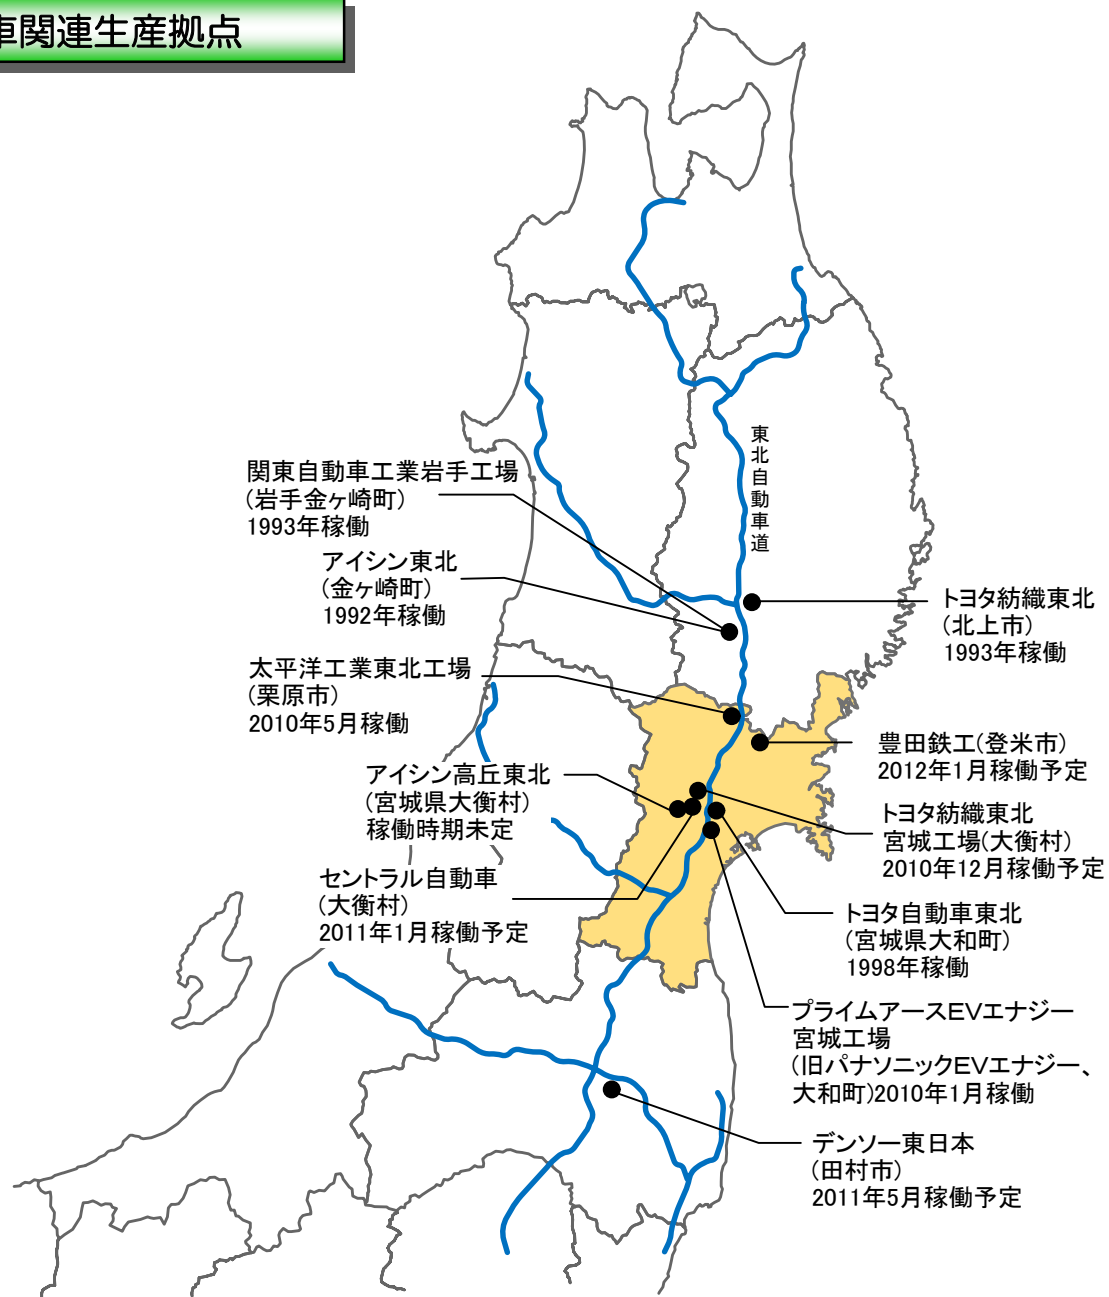 車関連生産拠点
東北自動車道
関東自動車工業岩手工場
(岩手金ヶ崎町)
1993年稼働
アイシン東北
(金ヶ崎町)
1992年稼働
トヨタ紡織東北
(北上市)
1993年稼働
太平洋工業東北工場
(栗原市)
2010年5月稼働
豊田鉄工(登米市)
2012年1月稼働予定
アイシン高丘東北
(宮城県大衡村)
稼働時期未定
トヨタ紡織東北
宮城工場(大衡村)
2010年12月稼働予定
セントラル自動車
(大衡村)
2011年1月稼働予定
トヨタ自動車東北
(宮城県大和町)
1998年稼働
プライムアースEVエナジー
宮城工場
(旧パナソニックEVエナジー、
大和町)2010年1月稼働
デンソー東日本
(田村市)
2011年5月稼働予定